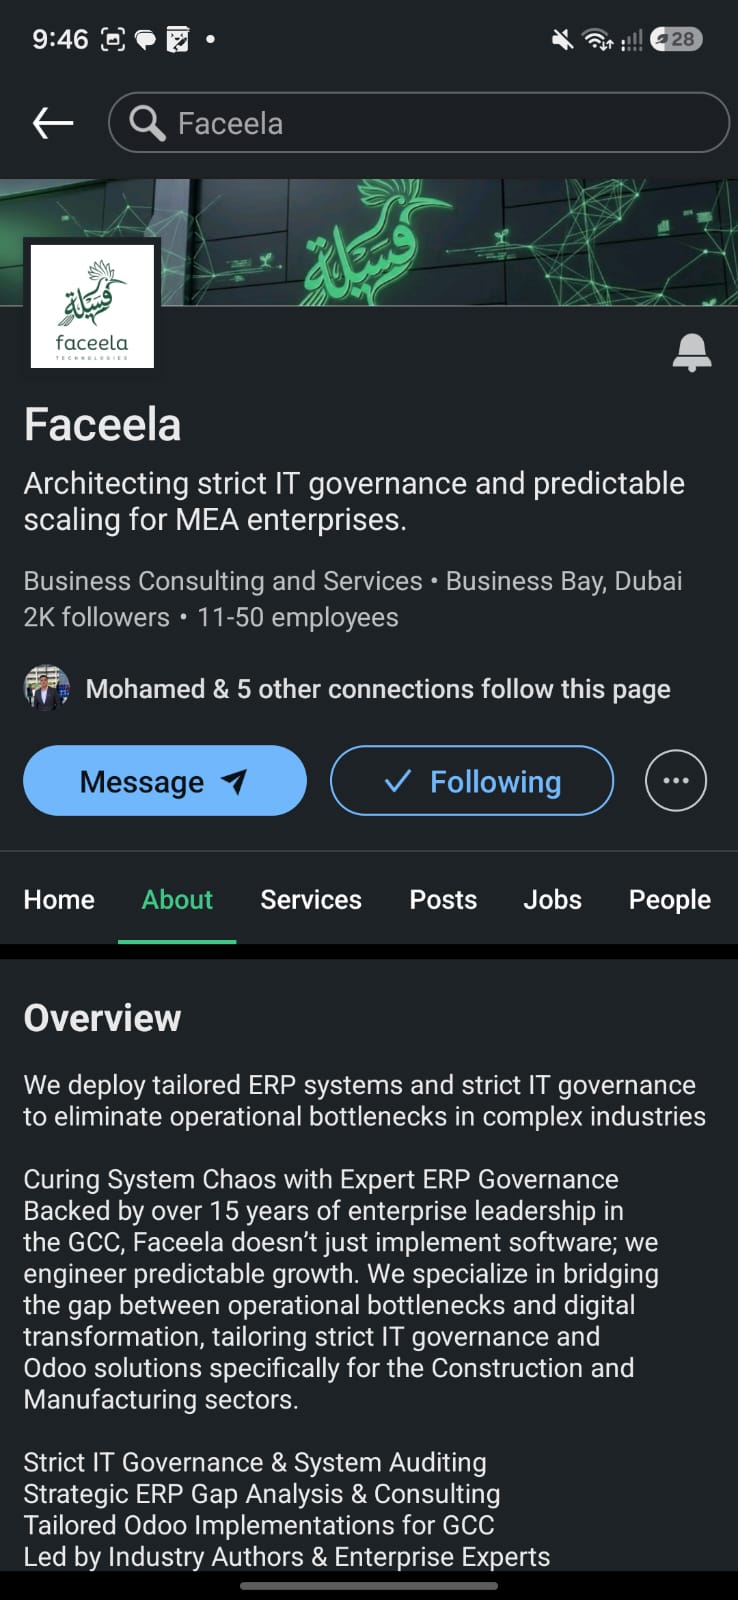 9:46
28
Faceela
فسيلة
فسيلة
faceela
TECHNOLOGIES
Faceela
Architecting strict IT governance and predictable
scaling for MEA enterprises.
Business Consulting and Services • Business Bay, Dubai
2K followers • 11-50 employees
Mohamed & 5 other connections follow this page
Message
Following
Home About Services Posts Jobs People
Overview
We deploy tailored ERP systems and strict IT governance
to eliminate operational bottlenecks in complex industries
Curing System Chaos with Expert ERP Governance
Backed by over 15 years of enterprise leadership in
the GCC, Faceela doesn’t just implement software; we
engineer predictable growth. We specialize in bridging
the gap between operational bottlenecks and digital
transformation, tailoring strict IT governance and
Odoo solutions specifically for the Construction and
Manufacturing sectors.
Strict IT Governance & System Auditing
Strategic ERP Gap Analysis & Consulting
Tailored Odoo Implementations for GCC
Led by Industry Authors & Enterprise Experts